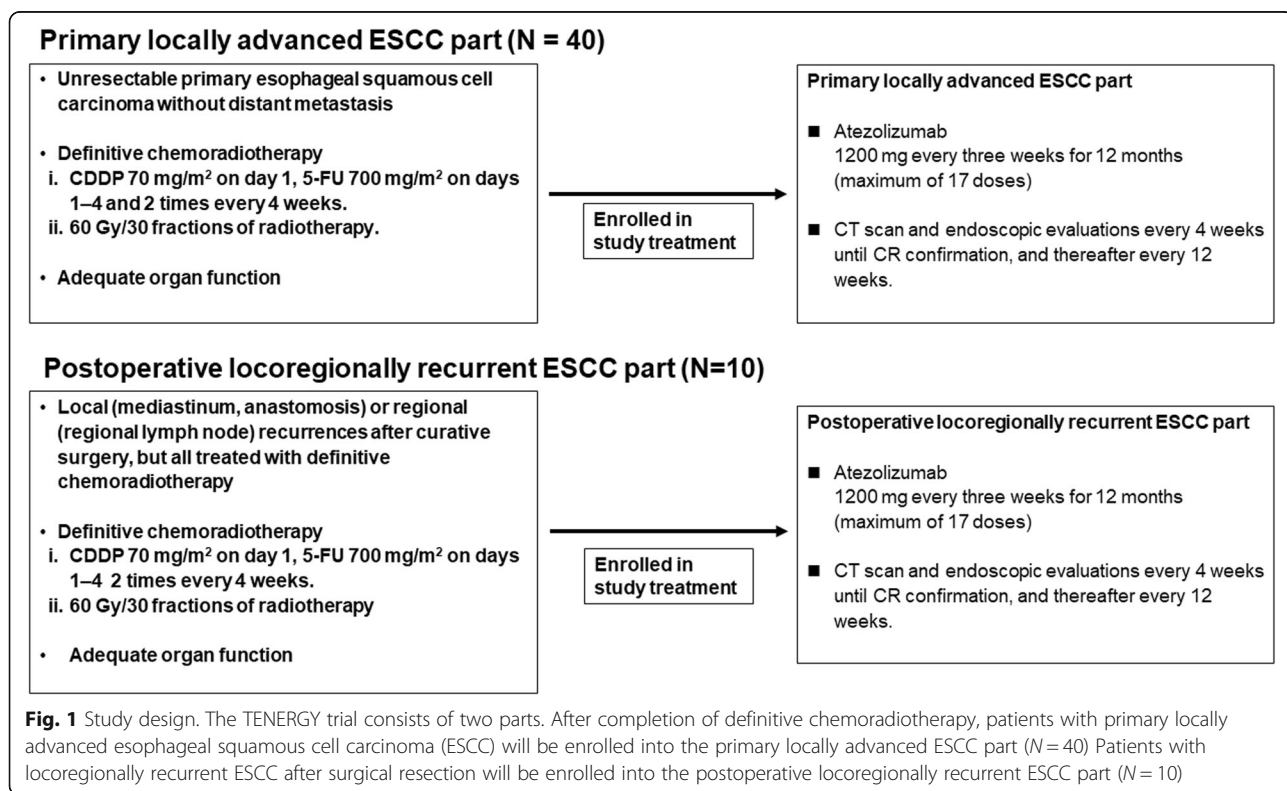 Primary locally advanced ESCC part (N = 40)
• Unresectable primary esophageal squamous cell
carcinoma without distant metastasis
• Definitive chemoradiotherapy
i. CDDP 70 mg/m² on day 1, 5-FU 700 mg/m² on days
1–4 and 2 times every 4 weeks.
ii. 60 Gy/30 fractions of radiotherapy.
• Adequate organ function
Enrolled in
study treatment
Primary locally advanced ESCC part
■ Atezolizumab
1200 mg every three weeks for 12 months
(maximum of 17 doses)
■ CT scan and endoscopic evaluations every 4 weeks
until CR confirmation, and thereafter every 12
weeks.
Postoperative locoregionally recurrent ESCC part (N=10)
• Local (mediastinum, anastomosis) or regional
(regional lymph node) recurrences after curative
surgery, but all treated with definitive
chemoradiotherapy
• Definitive chemoradiotherapy
i. CDDP 70 mg/m² on day 1, 5-FU 700 mg/m² on days
1–4 2 times every 4 weeks.
ii. 60 Gy/30 fractions of radiotherapy
• Adequate organ function
Enrolled in
study treatment
Postoperative locoregionally recurrent ESCC part
■ Atezolizumab
1200 mg every three weeks for 12 months
(maximum of 17 doses)
■ CT scan and endoscopic evaluations every 4 weeks
until CR confirmation, and thereafter every 12
weeks.
Fig. 1 Study design. The TENERGY trial consists of two parts. After completion of definitive chemoradiotherapy, patients with primary locally
advanced esophageal squamous cell carcinoma (ESCC) will be enrolled into the primary locally advanced ESCC part (N = 40) Patients with
locoregionally recurrent ESCC after surgical resection will be enrolled into the postoperative locoregionally recurrent ESCC part (N = 10)